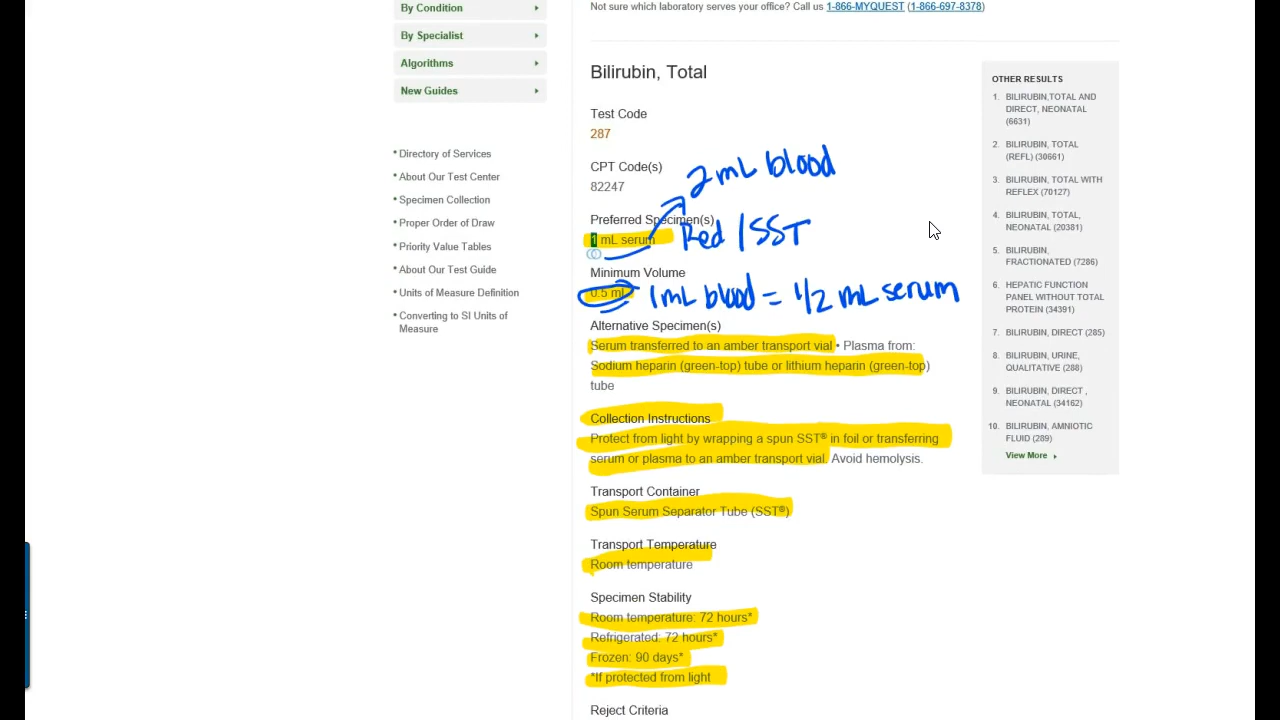 By Condition
By Specialist
Algorithms
New Guides
• Directory of Services
• About Our Test Center
• Specimen Collection
• Proper Order of Draw
• Priority Value Tables
• About Our Test Guide
• Units of Measure Definition
• Converting to SI Units of
Measure
Not sure which laboratory serves your office? Call us 1-866-MYQUEST (1-866-697-8378)
Bilirubin, Total
Test Code
287
CPT Code(s)
82247
2 mL blood
Preferred Specimen(s)
1 mL serum Red / SST
Minimum Volume
0.5 mL 1 mL blood = 1/2 mL serum
Alternative Specimen(s)
Serum transferred to an amber transport vial • Plasma from:
Sodium heparin (green-top) tube or lithium heparin (green-top)
tube
Collection Instructions
Protect from light by wrapping a spun SST® in foil or transferring
serum or plasma to an amber transport vial. Avoid hemolysis.
Transport Container
Spun Serum Separator Tube (SST®)
Transport Temperature
Room temperature
Specimen Stability
Room temperature: 72 hours*
Refrigerated: 72 hours*
Frozen: 90 days*
*If protected from light
Reject Criteria
OTHER RESULTS
1. BILIRUBIN,TOTAL AND
DIRECT, NEONATAL
(6631)
2. BILIRUBIN, TOTAL
(REFL) (30661)
3. BILIRUBIN, TOTAL WITH
REFLEX (70127)
4. BILIRUBIN, TOTAL,
NEONATAL (20381)
5. BILIRUBIN,
FRACTIONATED (7286)
6. HEPATIC FUNCTION
PANEL WITHOUT TOTAL
PROTEIN (34391)
7. BILIRUBIN, DIRECT (285)
8. BILIRUBIN, URINE,
QUALITATIVE (288)
9. BILIRUBIN, DIRECT ,
NEONATAL (34162)
10. BILIRUBIN, AMNIOTIC
FLUID (289)
View More